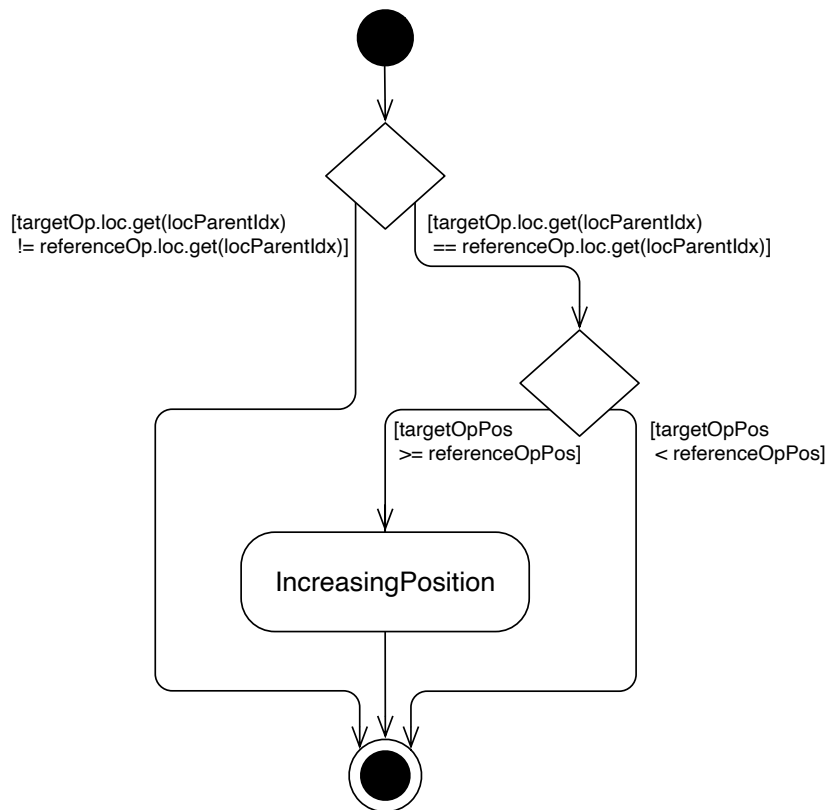 [targetOp.loc.get(locParentIdx)
!= referenceOp.loc.get(locParentIdx)]
[targetOp.loc.get(locParentIdx)
== referenceOp.loc.get(locParentIdx)]
[targetOpPos
>= referenceOpPos]
[targetOpPos
< referenceOpPos]
IncreasingPosition